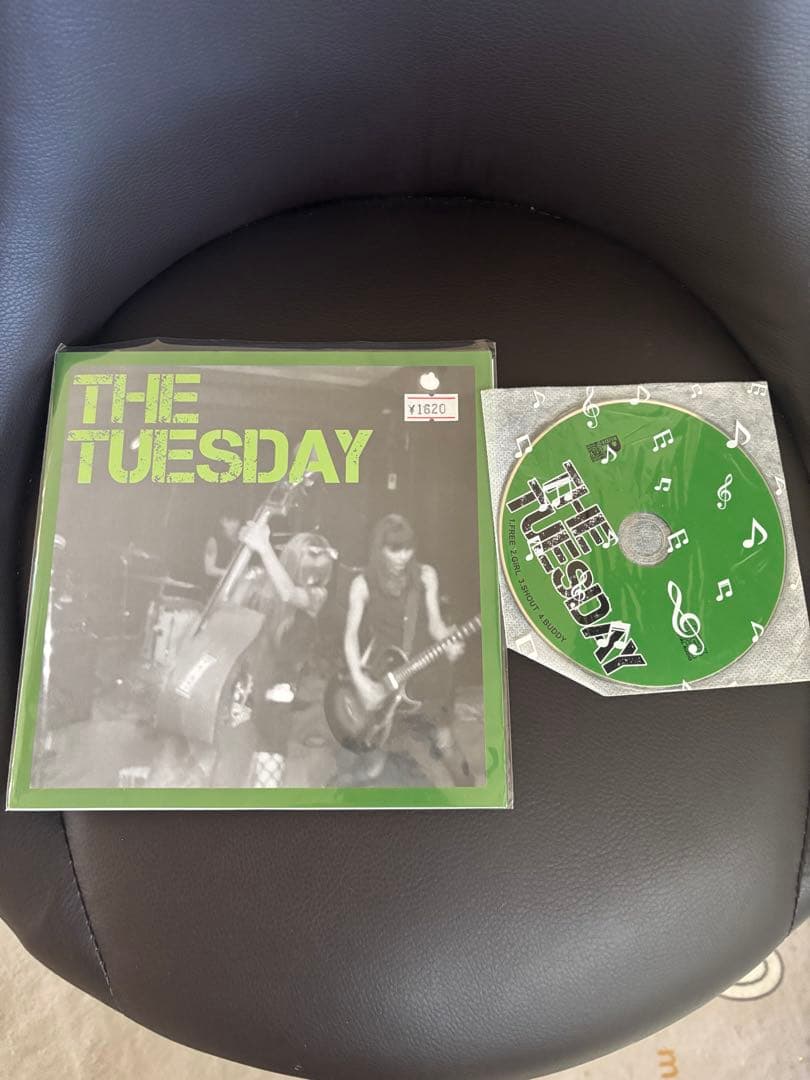 THE
TUESDAY
¥1620
THE
TUESDAY
1.FREE 2.GIRL 3.SHOUT 4.BUDDY